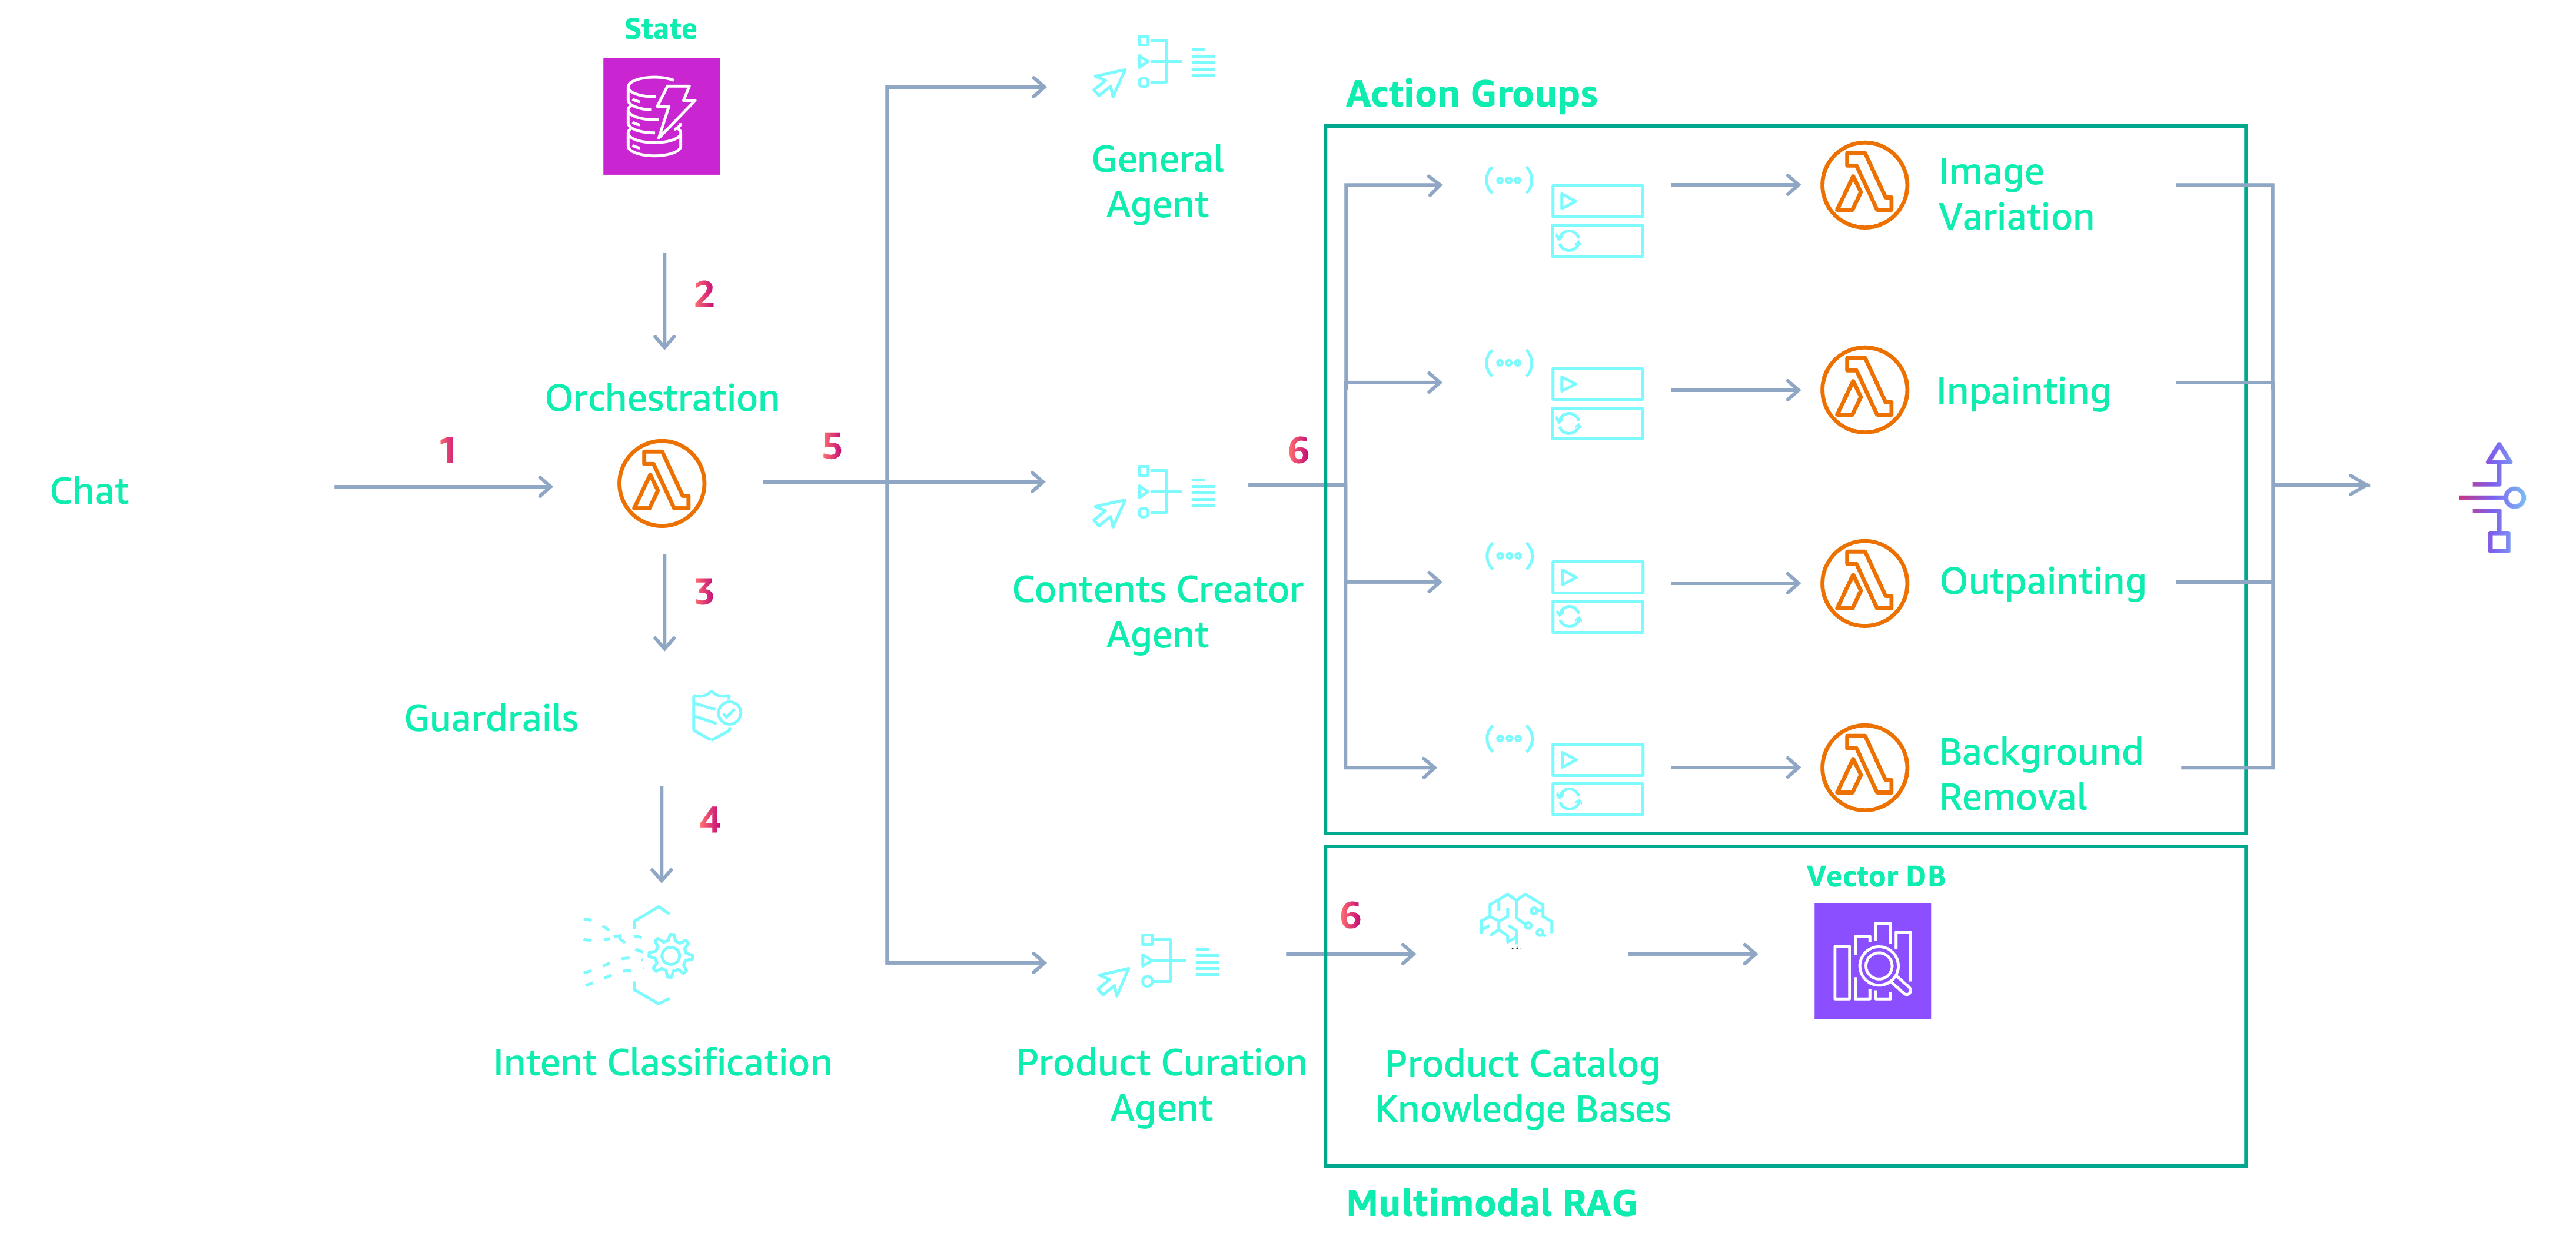 State
Action Groups
General
Agent
Image
Variation
2
Orchestration
Inpainting
1
5
6
Chat
Contents Creator
Agent
Outpainting
3
Guardrails
Background
Removal
4
Vector DB
6
Intent Classification
Product Curation
Agent
Product Catalog
Knowledge Bases
Multimodal RAG